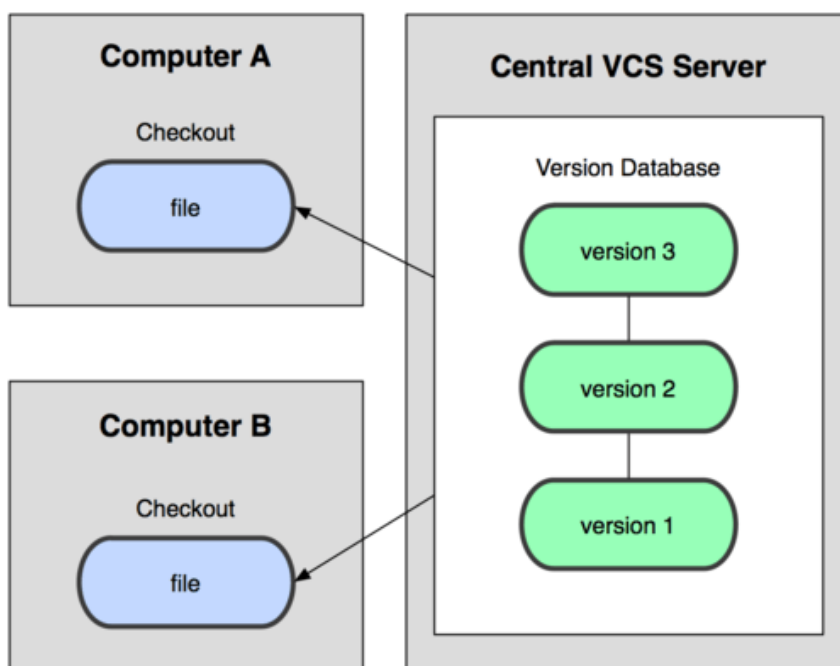 Computer A
Checkout
file
Computer B
Checkout
file
Central VCS Server
Version Database
version 3
version 2
version 1